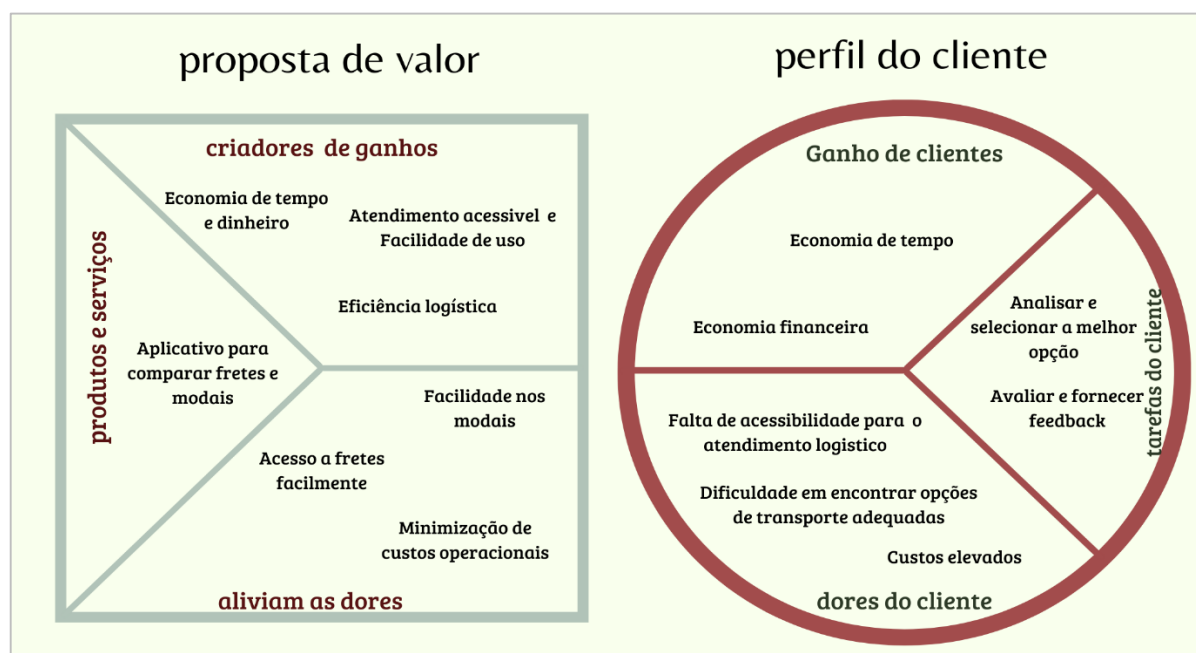 proposta de valor
criadores de ganhos
Economia de tempo
e dinheiro
Atendimento acessivel e
Facilidade de uso
Eficiência logística
produtos e serviços
Aplicativo para
comparar fretes e
modais
Facilidade nos
modais
Acesso a fretes
facilmente
Minimização de
custos operacionais
aliviam as dores
perfil do cliente
Ganho de clientes
Economia de tempo
Economia financeira
Analisar e
selecionar a melhor
opção
Avaliar e fornecer
feedback
tarefas do cliente
Falta de acessibilidade para o
atendimento logistico
Dificuldade em encontrar opções
de transporte adequadas
Custos elevados
dores do cliente